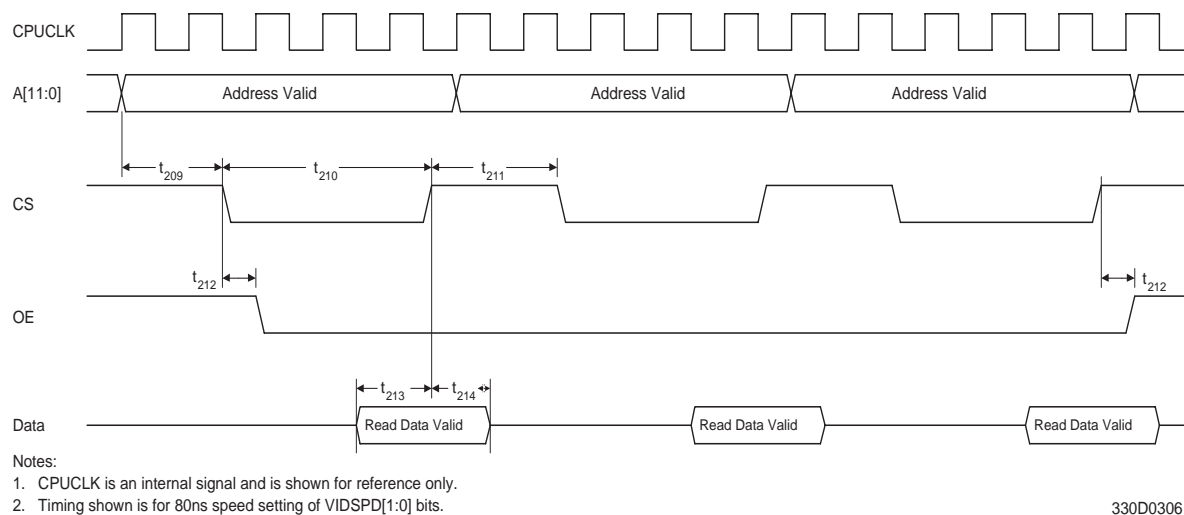 CPUCLK
A[11:0] Address Valid Address Valid Address Valid
t209 t210 t211
CS
t212 t212
OE
t213 t214
Data Read Data Valid Read Data Valid Read Data Valid
Notes:
1. CPUCLK is an internal signal and is shown for reference only.
2. Timing shown is for 80ns speed setting of VIDSPD[1:0] bits. 330D0306